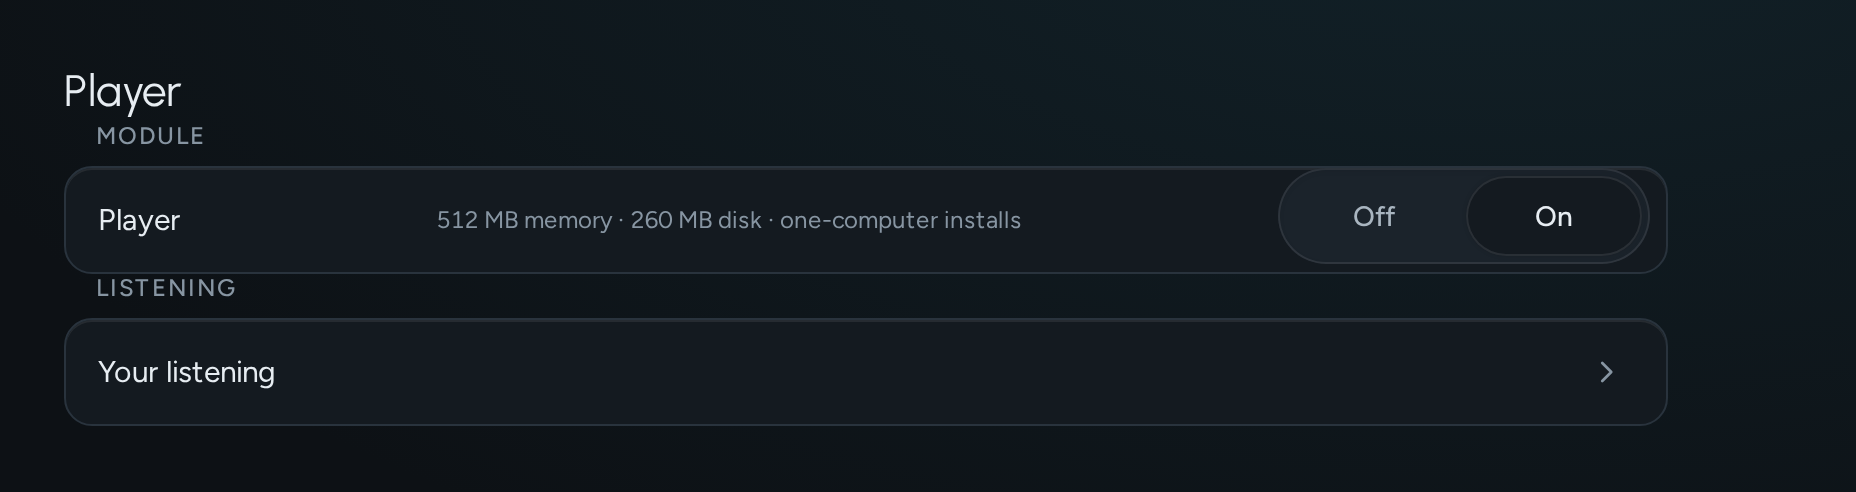 Player
MODULE
Player 512 MB memory · 260 MB disk · one-computer installs Off On
LISTENING
Your listening